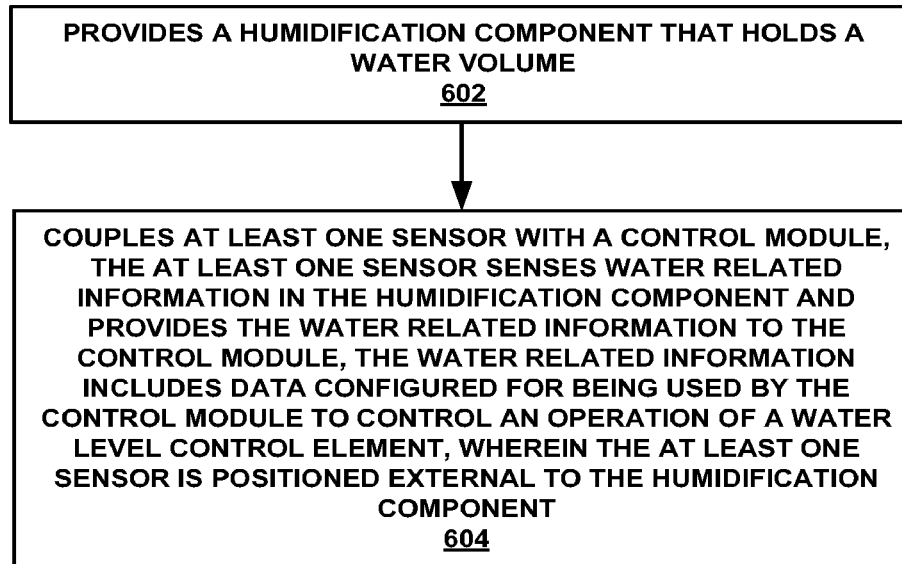 PROVIDES A HUMIDIFICATION COMPONENT THAT HOLDS A
WATER VOLUME
602
COUPLES AT LEAST ONE SENSOR WITH A CONTROL MODULE,
THE AT LEAST ONE SENSOR SENSES WATER RELATED
INFORMATION IN THE HUMIDIFICATION COMPONENT AND
PROVIDES THE WATER RELATED INFORMATION TO THE
CONTROL MODULE, THE WATER RELATED INFORMATION
INCLUDES DATA CONFIGURED FOR BEING USED BY THE
CONTROL MODULE TO CONTROL AN OPERATION OF A WATER
LEVEL CONTROL ELEMENT, WHEREIN THE AT LEAST ONE
SENSOR IS POSITIONED EXTERNAL TO THE HUMIDIFICATION
COMPONENT
604